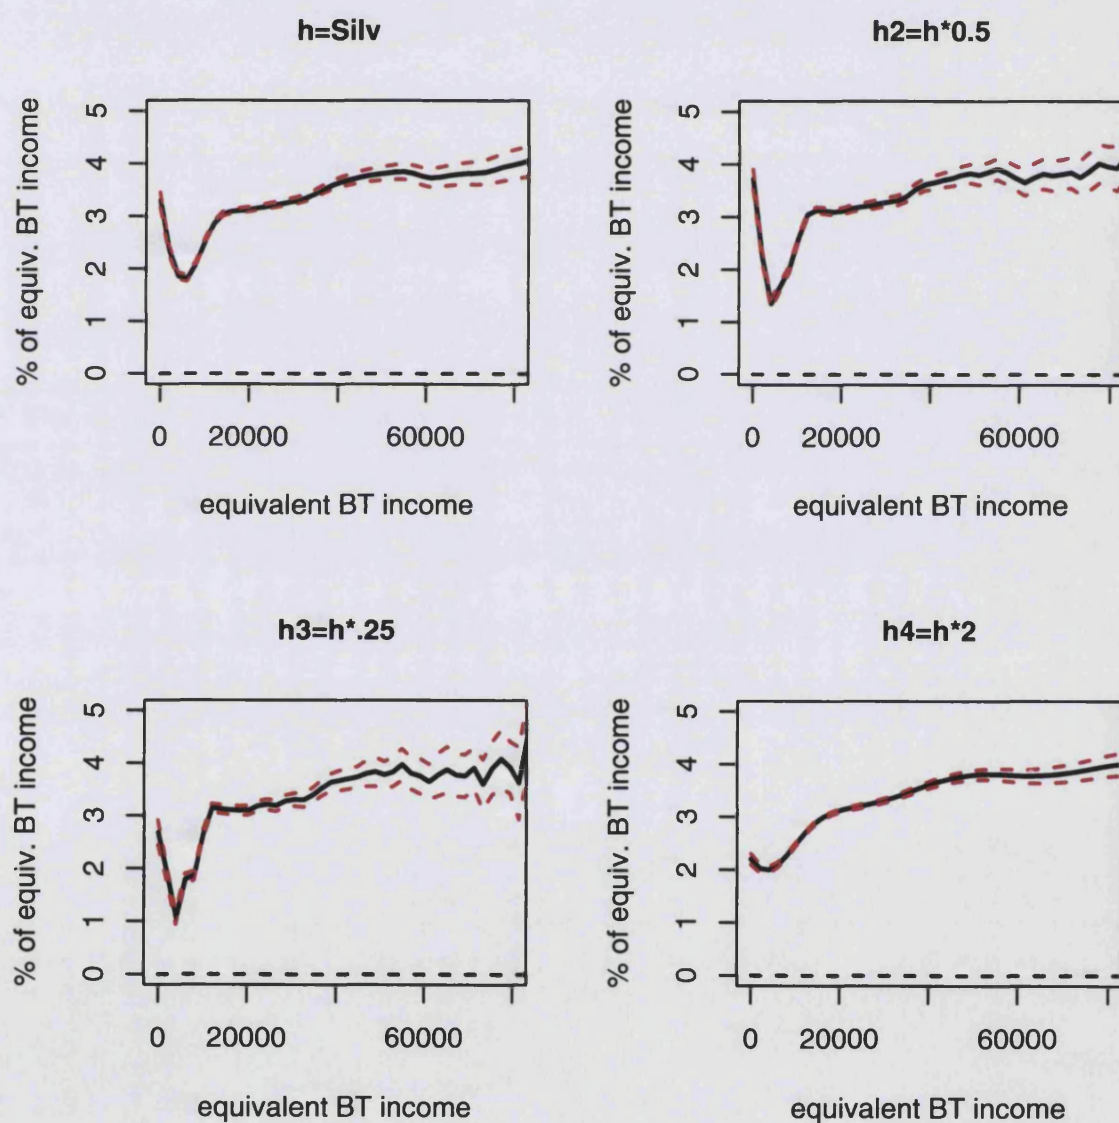 h=Silv
% of equiv. BT income
5
4
3
2
1
0
0 20000 60000
equivalent BT income
h2=h*0.5
% of equiv. BT income
5
4
3
2
1
0
0 20000 60000
equivalent BT income
h3=h*.25
% of equiv. BT income
5
4
3
2
1
0
0 20000 60000
equivalent BT income
h4=h*2
% of equiv. BT income
5
4
3
2
1
0
0 20000 60000
equivalent BT income